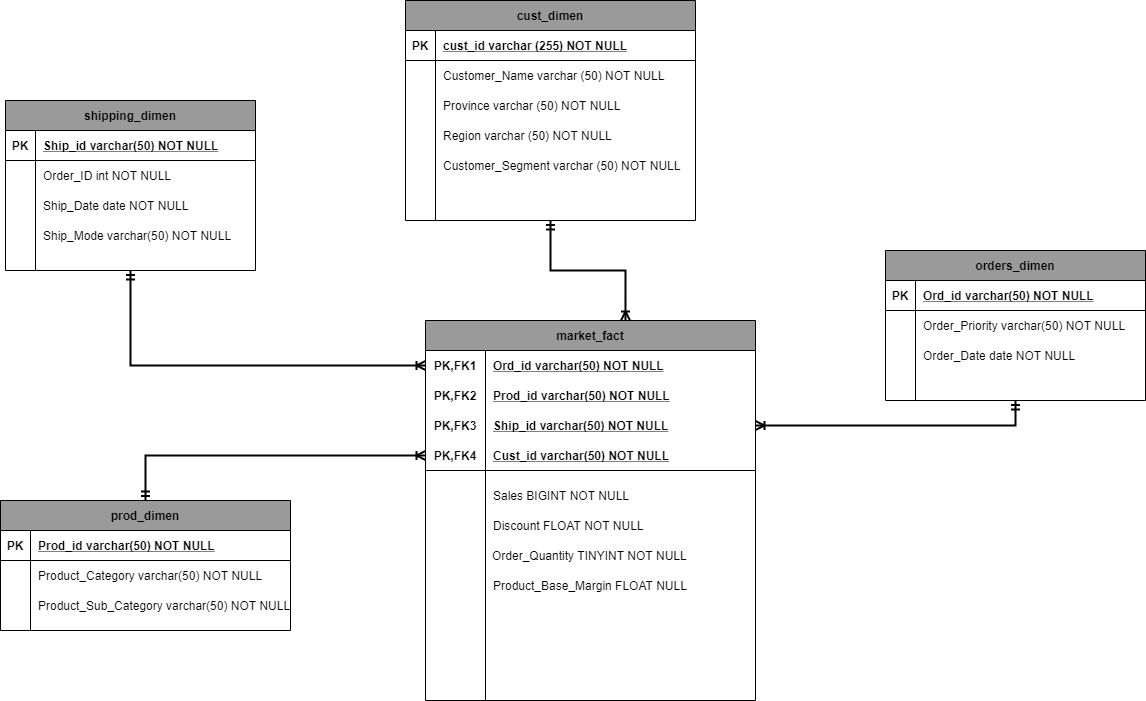 cust_dimen
PK cust_id varchar (255) NOT NULL
Customer_Name varchar (50) NOT NULL
Province varchar (50) NOT NULL
Region varchar (50) NOT NULL
Customer_Segment varchar (50) NOT NULL
shipping_dimen
PK Ship_id varchar(50) NOT NULL
Order_ID int NOT NULL
Ship_Date date NOT NULL
Ship_Mode varchar(50) NOT NULL
orders_dimen
PK Ord_id varchar(50) NOT NULL
Order_Priority varchar(50) NOT NULL
Order_Date date NOT NULL
market_fact
PK,FK1 Ord_id varchar(50) NOT NULL
PK,FK2 Prod_id varchar(50) NOT NULL
PK,FK3 Ship_id varchar(50) NOT NULL
PK,FK4 Cust_id varchar(50) NOT NULL
Sales BIGINT NOT NULL
Discount FLOAT NOT NULL
Order_Quantity TINYINT NOT NULL
Product_Base_Margin FLOAT NULL
prod_dimen
PK Prod_id varchar(50) NOT NULL
Product_Category varchar(50) NOT NULL
Product_Sub_Category varchar(50) NOT NULL